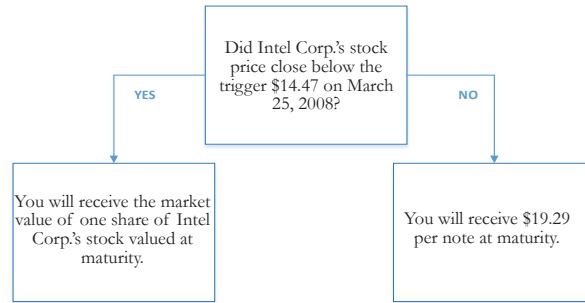 Did Intel Corp.'s stock
price close below the
trigger $14.47 on March
25, 2008?
YES
NO
You will receive the market
value of one share of Intel
Corp.'s stock valued at
maturity.
You will receive $19.29
per note at maturity.